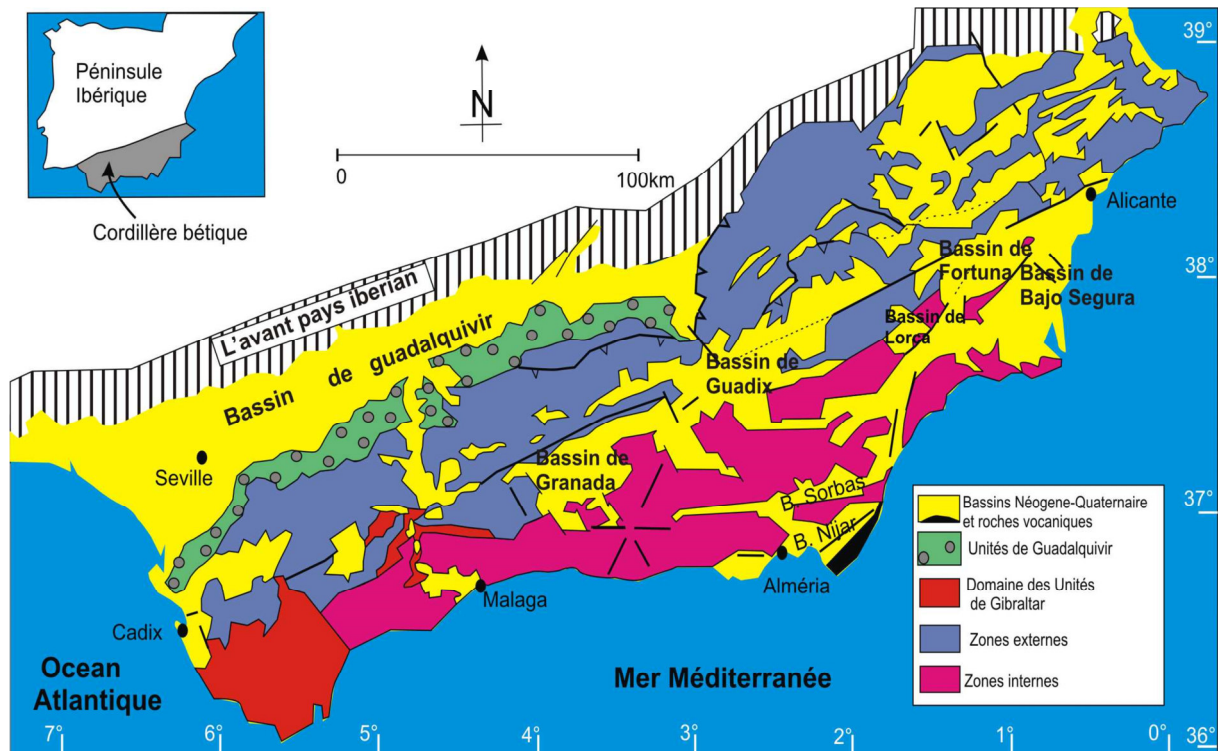 Péninsule
Ibérique
Cordillère bétique
N
0
100km
39°
38°
37°
36°
L'avant pays iberian
Bassin de guadalquivir
Seville
Cadix
Malaga
Alméria
Alicante
Bassin de
Fortuna
Bassin de
Bajo Segura
Bassin de
Lorca
Bassin de
Guadix
Bassin de
Granada
B. Sorbas
B. Nijar
Ocean
Atlantique
Mer Méditerranée
7°
6°
5°
4°
3°
2°
1°
0°
Bassins Néogene-Quaternaire
et roches vocaniques
Unités de Guadalquivir
Domaine des Unités
de Gibraltar
Zones externes
Zones internes